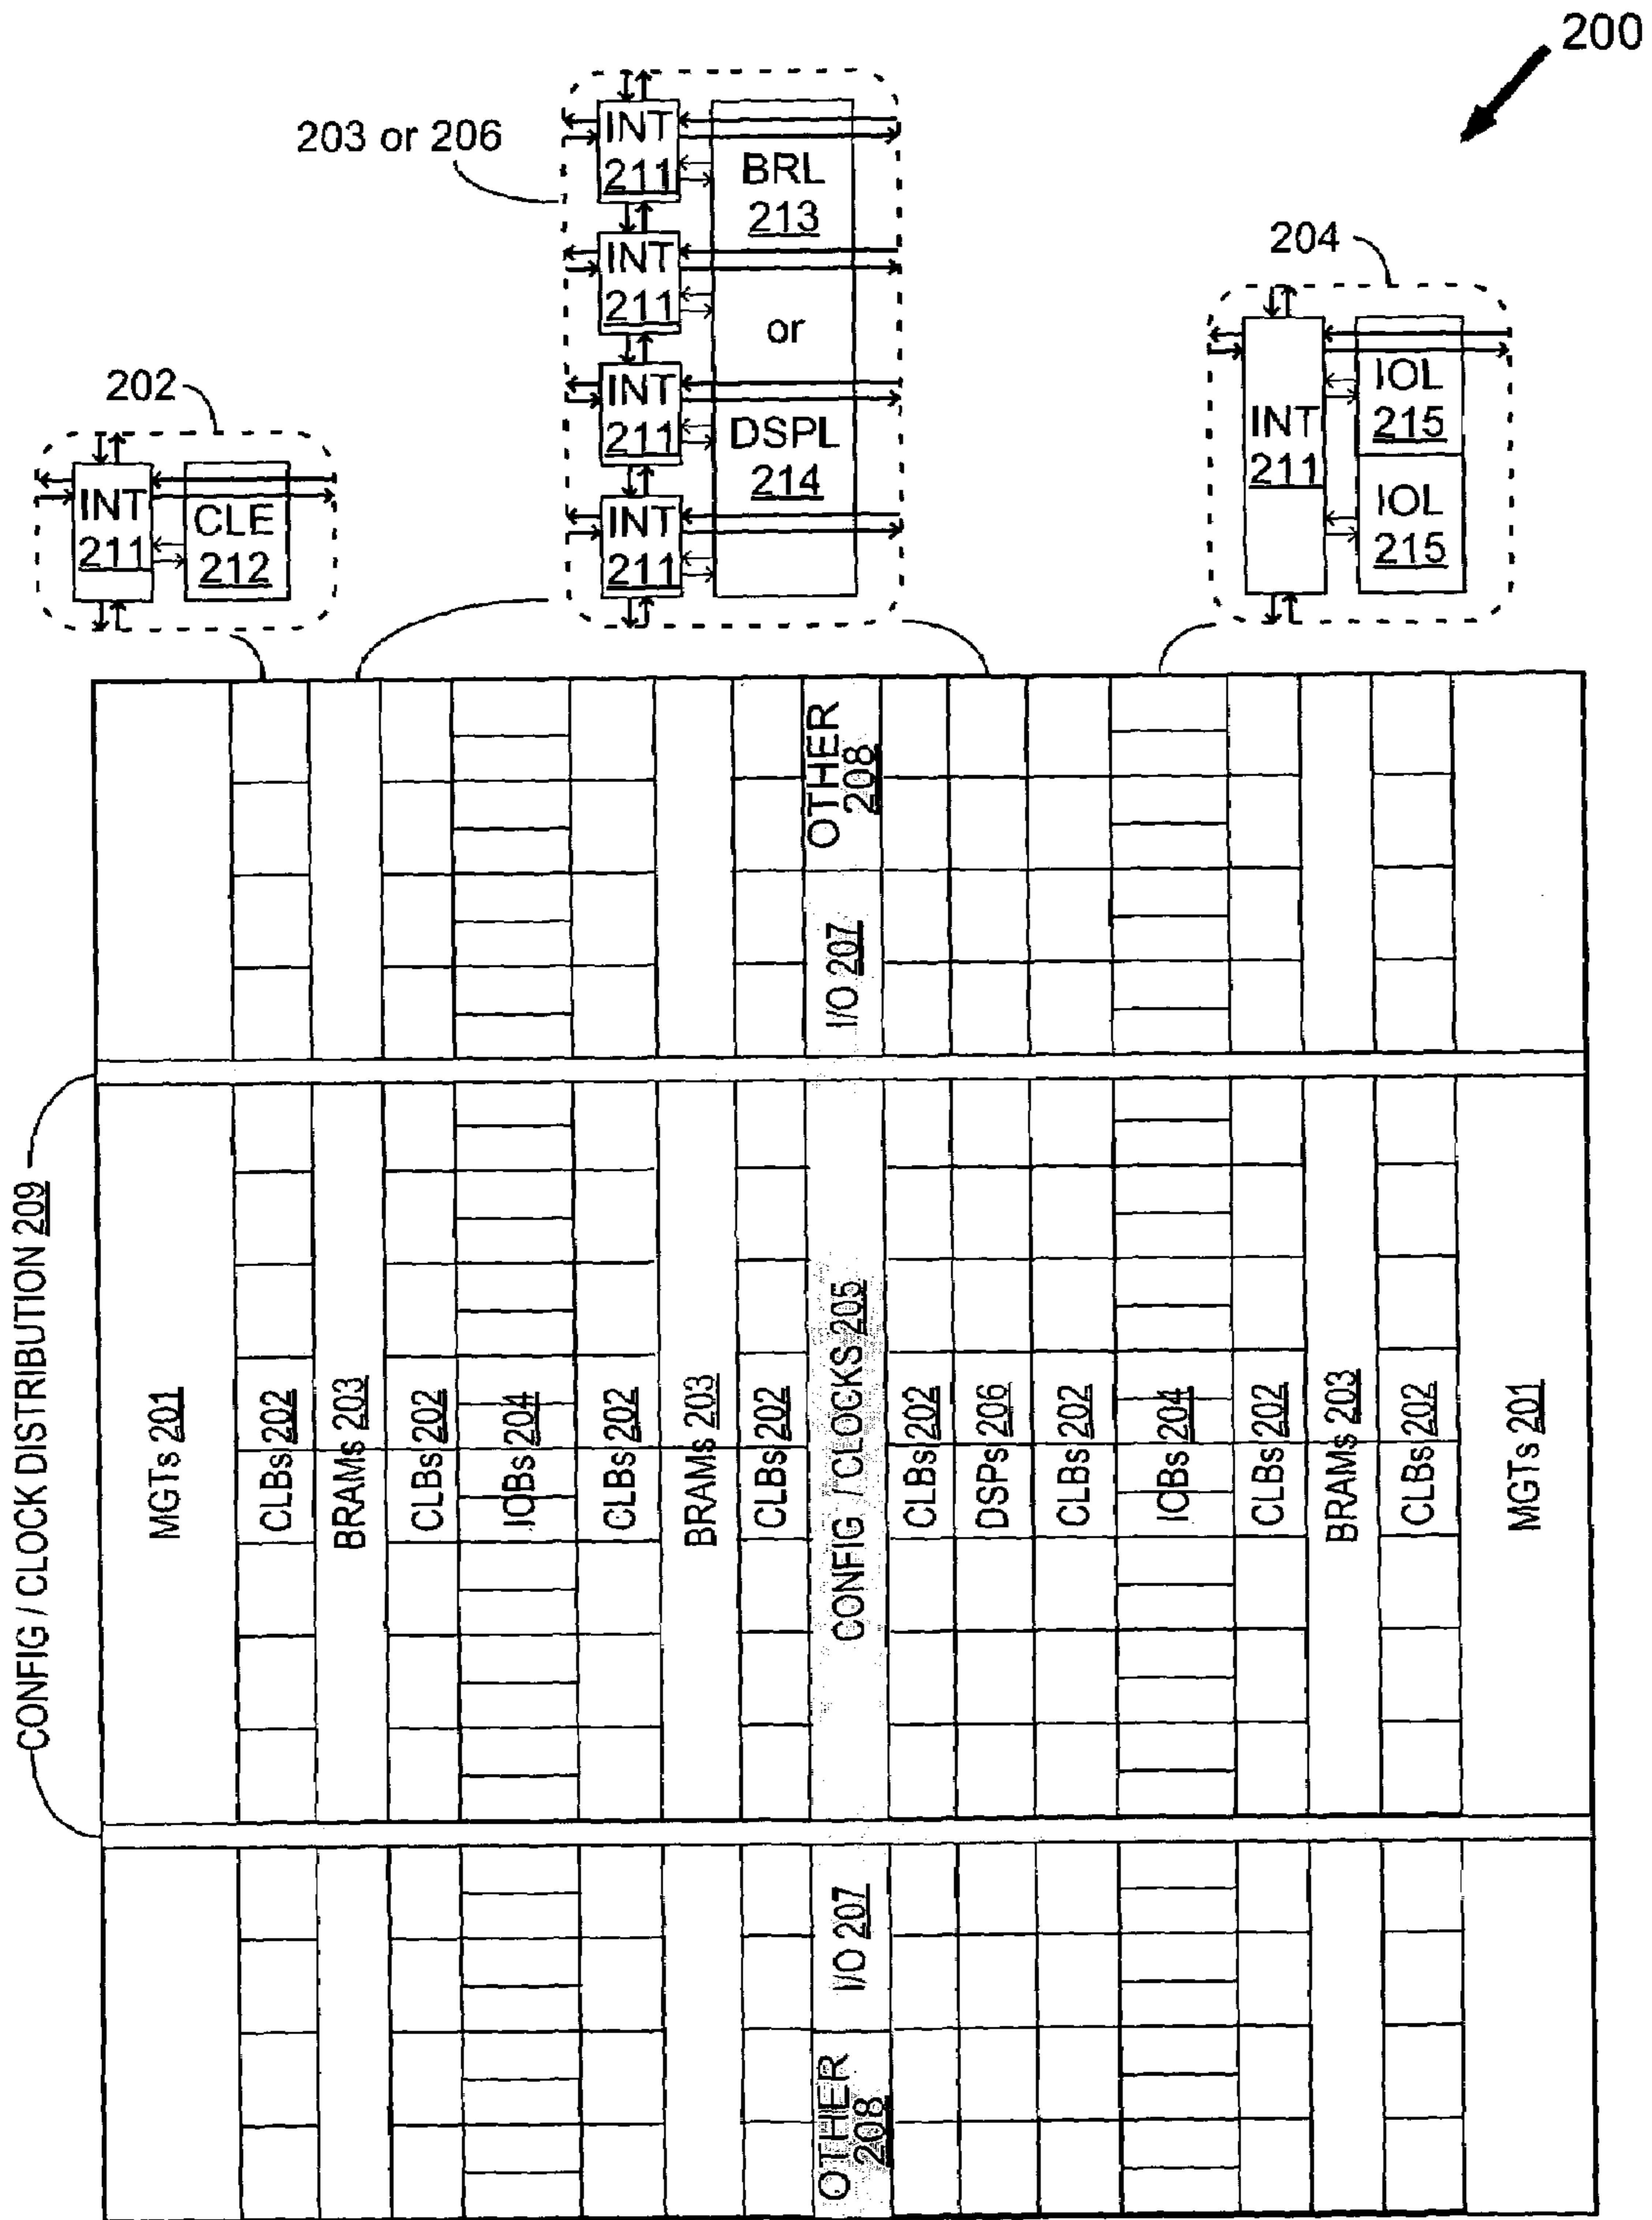 200
203 or 206
INT
211
INT
211
INT
211
INT
211
BRL
213
or
DSPL
214
204
INT
211
IOL
215
IOL
215
202
INT
211
CLE
212
CONFIG / CLOCK DISTRIBUTION 209
MGTs 201
CLBs 202
BRAMs 203
CLBs 202
IOBs 204
CLBs 202
BRAMs 203
CLBs 202
OTHER
208
I/O 207
CONFIG / CLOCKS 205
I/O 207
OTHER
208
CLBs 202
DSPs 206
CLBs 202
IOBs 204
CLBs 202
BRAMs 203
CLBs 202
MGTs 201